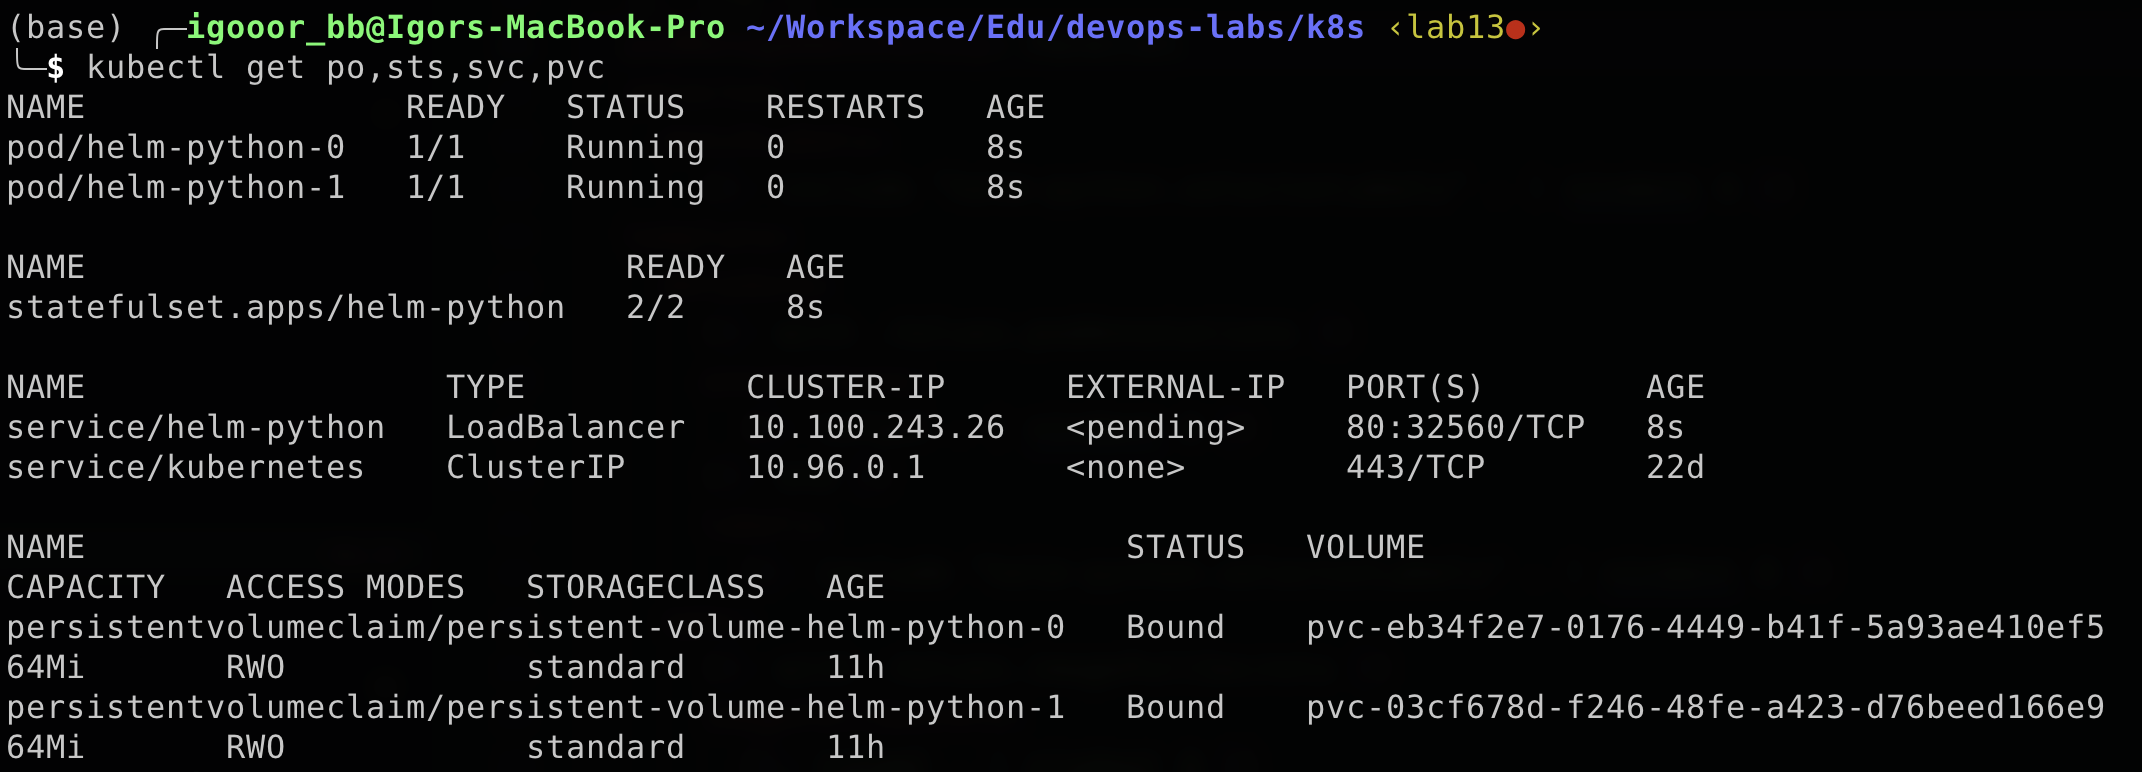 (base) ╭─igooor_bb@Igors-MacBook-Pro ~/Workspace/Edu/devops-labs/k8s ‹lab13●›
╰─$ kubectl get po,sts,svc,pvc
NAME                READY   STATUS    RESTARTS   AGE
pod/helm-python-0   1/1     Running   0          8s
pod/helm-python-1   1/1     Running   0          8s
NAME                           READY   AGE
statefulset.apps/helm-python   2/2     8s
NAME                  TYPE           CLUSTER-IP      EXTERNAL-IP   PORT(S)        AGE
service/helm-python   LoadBalancer   10.100.243.26   <pending>     80:32560/TCP   8s
service/kubernetes    ClusterIP      10.96.0.1       <none>        443/TCP        22d
NAME                                                    STATUS   VOLUME
CAPACITY   ACCESS MODES   STORAGECLASS   AGE
persistentvolumeclaim/persistent-volume-helm-python-0   Bound    pvc-eb34f2e7-0176-4449-b41f-5a93ae410ef5
64Mi       RWO            standard       11h
persistentvolumeclaim/persistent-volume-helm-python-1   Bound    pvc-03cf678d-f246-48fe-a423-d76beed166e9
64Mi       RWO            standard       11h